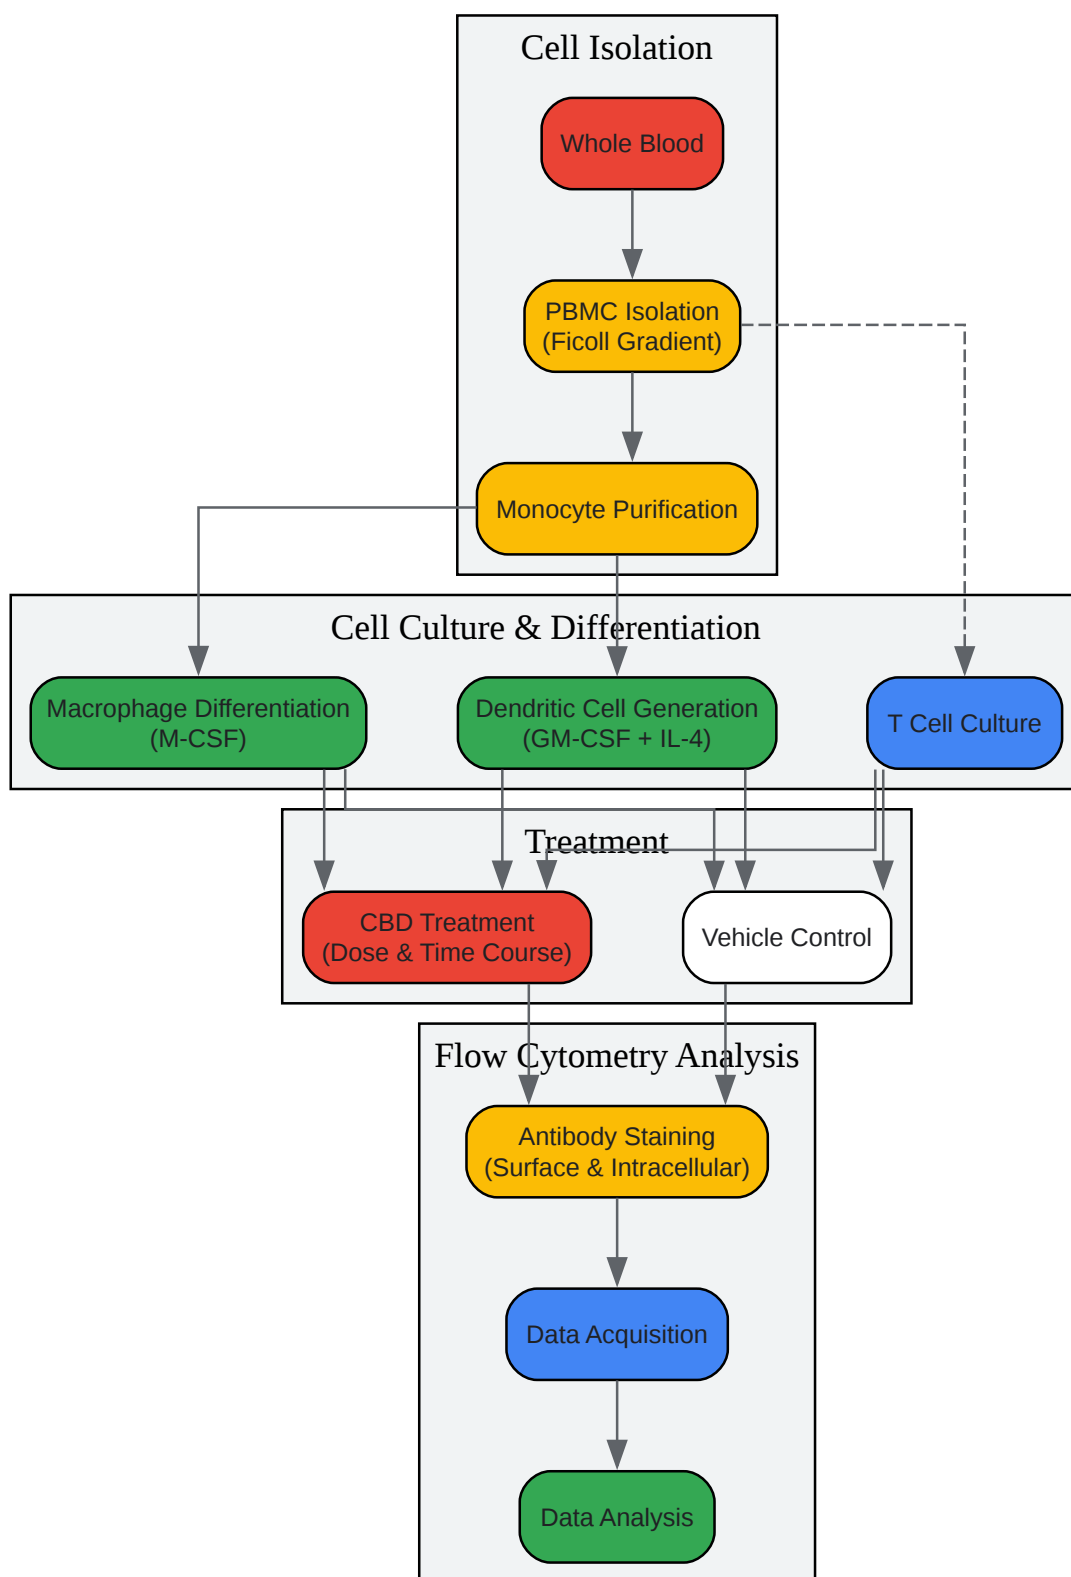 Cell Isolation
Whole Blood
PBMC Isolation
(Ficoll Gradient)
Monocyte Purification
Cell Culture & Differentiation
Macrophage Differentiation
(M-CSF)
Dendritic Cell Generation
(GM-CSF + IL-4)
T Cell Culture
Treatment
CBD Treatment
(Dose & Time Course)
Vehicle Control
Flow Cytometry Analysis
Antibody Staining
(Surface & Intracellular)
Data Acquisition
Data Analysis